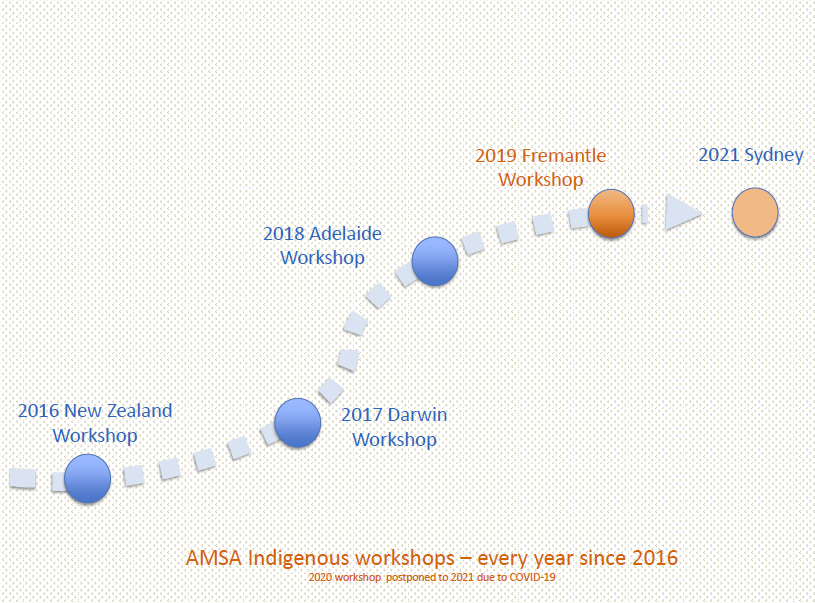 2019 Fremantle
Workshop
2021 Sydney
2018 Adelaide
Workshop
2016 New Zealand
Workshop
2017 Darwin
Workshop
AMSA Indigenous workshops – every year since 2016
2020 workshop postponed to 2021 due to COVID-19